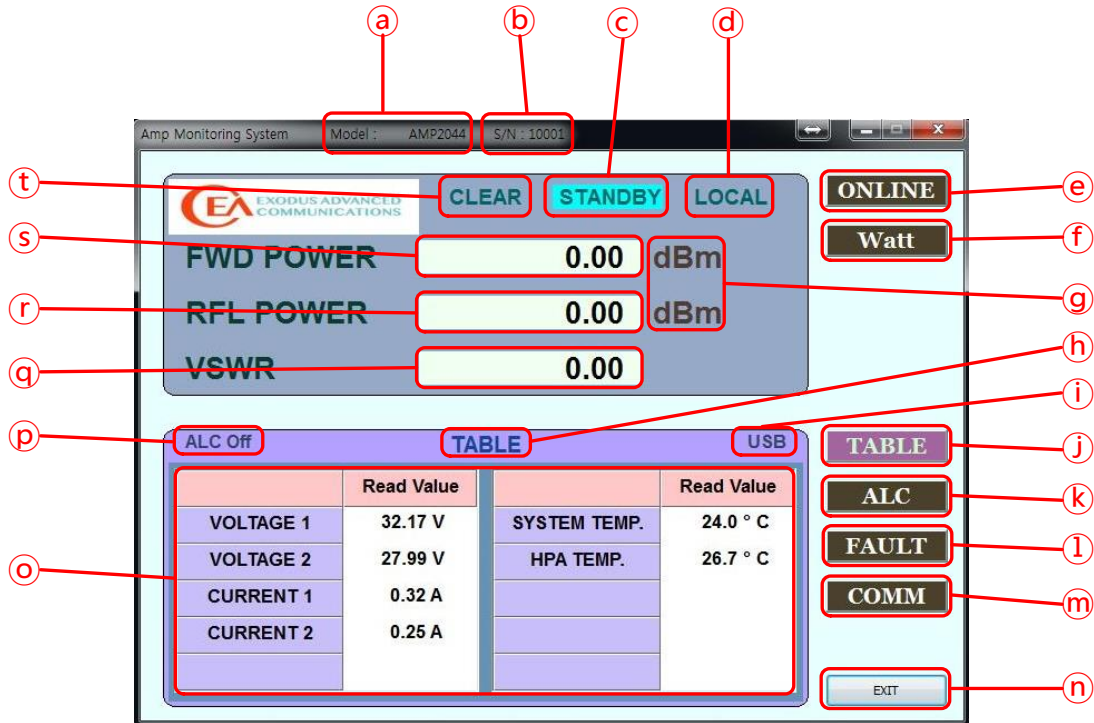 ⓐ ⓑ ⓒ ⓓ
Amp Monitoring System Model : AMP2044 S/N : 10001
ⓣ CLEAR STANDBY LOCAL ONLINE ⓔ
EXODUS ADVANCED
COMMUNICATIONS
ⓢ FWD POWER 0.00 dBm Watt ⓕ
ⓡ RFL POWER 0.00 dBm ⓖ
ⓠ VSWR 0.00 ⓗ
ⓘ
ⓟ ALC Off TABLE USB TABLE ⓙ
Read Value Read Value ALC ⓚ
VOLTAGE 1 32.17 V SYSTEM TEMP. 24.0 ° C
ⓞ VOLTAGE 2 27.99 V HPA TEMP. 26.7 ° C FAULT ⓛ
CURRENT 1 0.32 A COMM ⓜ
CURRENT 2 0.25 A
EXIT ⓝ